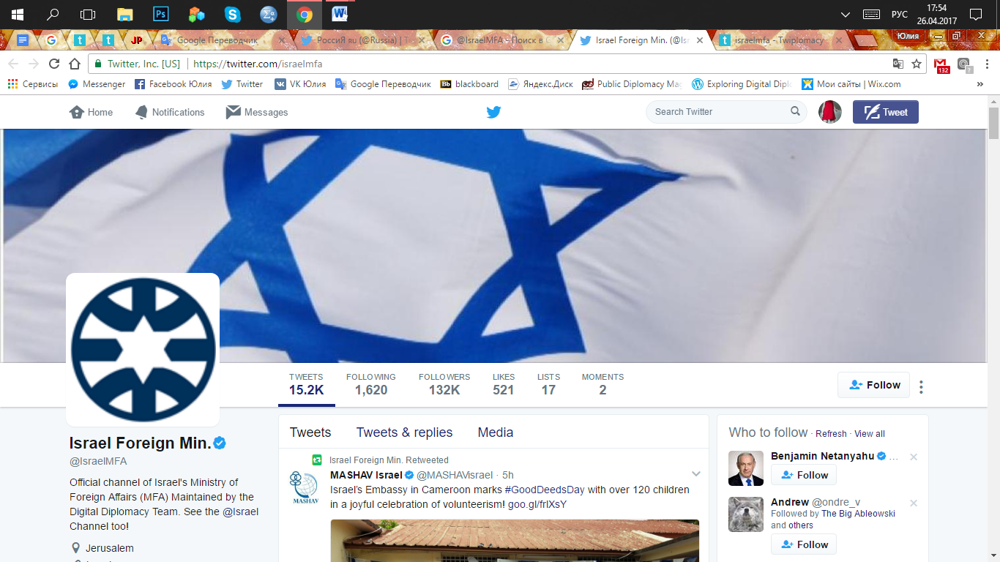 17:54
РУС
26.04.2017
Google Переводчик
РоссиЯ ru (@Russia) | T
@IsraelMFA - Поиск в
Israel Foreign Min. (@Is
israelmfa - Twiplomacy
Юлия
Twitter, Inc. [US] | https://twitter.com/israelmfa
132
?
Сервисы
Messenger
Facebook Юлия
Twitter
VK Юлия
Google Переводчик
Bb blackboard
Яндекс.Диск
Public Diplomacy Mag
Exploring Digital Dipl
Мои сайты | Wix.com
»
Home
Notifications
Messages
Search Twitter
Tweet
TWEETS FOLLOWING FOLLOWERS LIKES LISTS MOMENTS
15.2K 1,620 132K 521 17 2
Follow
Israel Foreign Min.
@IsraelMFA
Official channel of Israel's Ministry of
Foreign Affairs (MFA) Maintained by the
Digital Diplomacy Team. See the @Israel
Channel too!
Jerusalem
Tweets Tweets & replies Media
Israel Foreign Min. Retweeted
MASHAV Israel @MASHAVisrael · 5h
Israel's Embassy in Cameroon marks #GoodDeedsDay with over 120 children
in a joyful celebration of volunteerism! goo.gl/frlXsY
MASHAV
Who to follow · Refresh · View all
Benjamin Netanyahu ...
Follow
Andrew @ondre_v
Followed by The Big Ableowski
and others
Follow